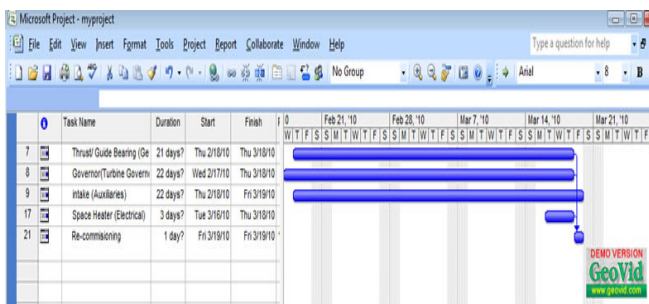 Microsoft Project - myproject
File Edit View Insert Format Tools Project Report Collaborate Window Help
Type a question for help
No Group Arial 8 B
Task Name Duration Start Finish
Feb 21, '10 Feb 28, '10 Mar 7, '10 Mar 14, '10 Mar 21, '10
W T F S S M T W T F S S M T W T F S S M T W T F S S M T W T F S S M T W T F
7 Thrust/ Guide Bearing (Ge 21 days? Thu 2/18/10 Thu 3/18/10
8 Governor(Turbine Governo 22 days? Wed 2/17/10 Thu 3/18/10
9 intake (Auxiliaries) 22 days? Thu 2/18/10 Fri 3/19/10
17 Space Heater (Electrical) 3 days? Tue 3/16/10 Thu 3/18/10
21 Re-commisioning 1 day? Fri 3/19/10 Fri 3/19/10
DEMO VERSION
GeoVid
www.geovid.com